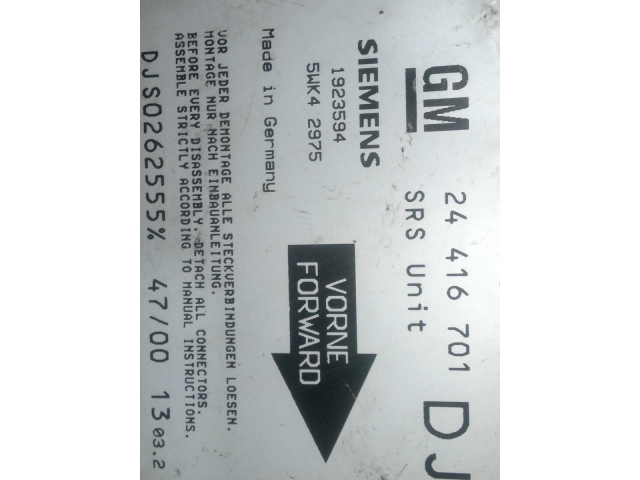 GM 24 416 701 DJ
SRS Unit
SIEMENS
1923594
5WK4 2975
VORNE
FORWARD
Made in Germany
VOR JEDER DEMONTAGE ALLE STECKVERBINDUNGEN LOESEN.
MONTAGE NUR NACH EINBAUANLEITUNG.
BEFORE EVERY DISASSEMBLY. DETACH ALL CONNECTORS.
ASSEMBLE STRICTLY ACCORDING TO MANUAL INSTRUCTIONS.
DJS0262555% 47/00 13 03.2